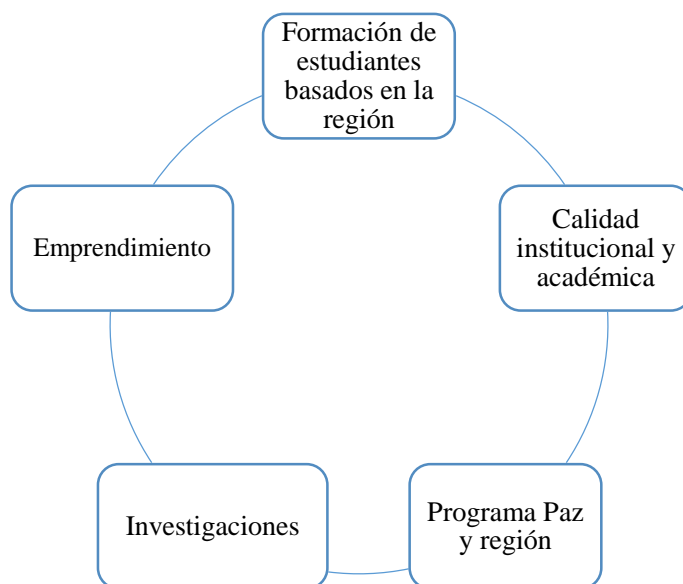 Formación de
estudiantes
basados en la
región
Calidad
institucional y
académica
Programa Paz
y región
Investigaciones
Emprendimiento